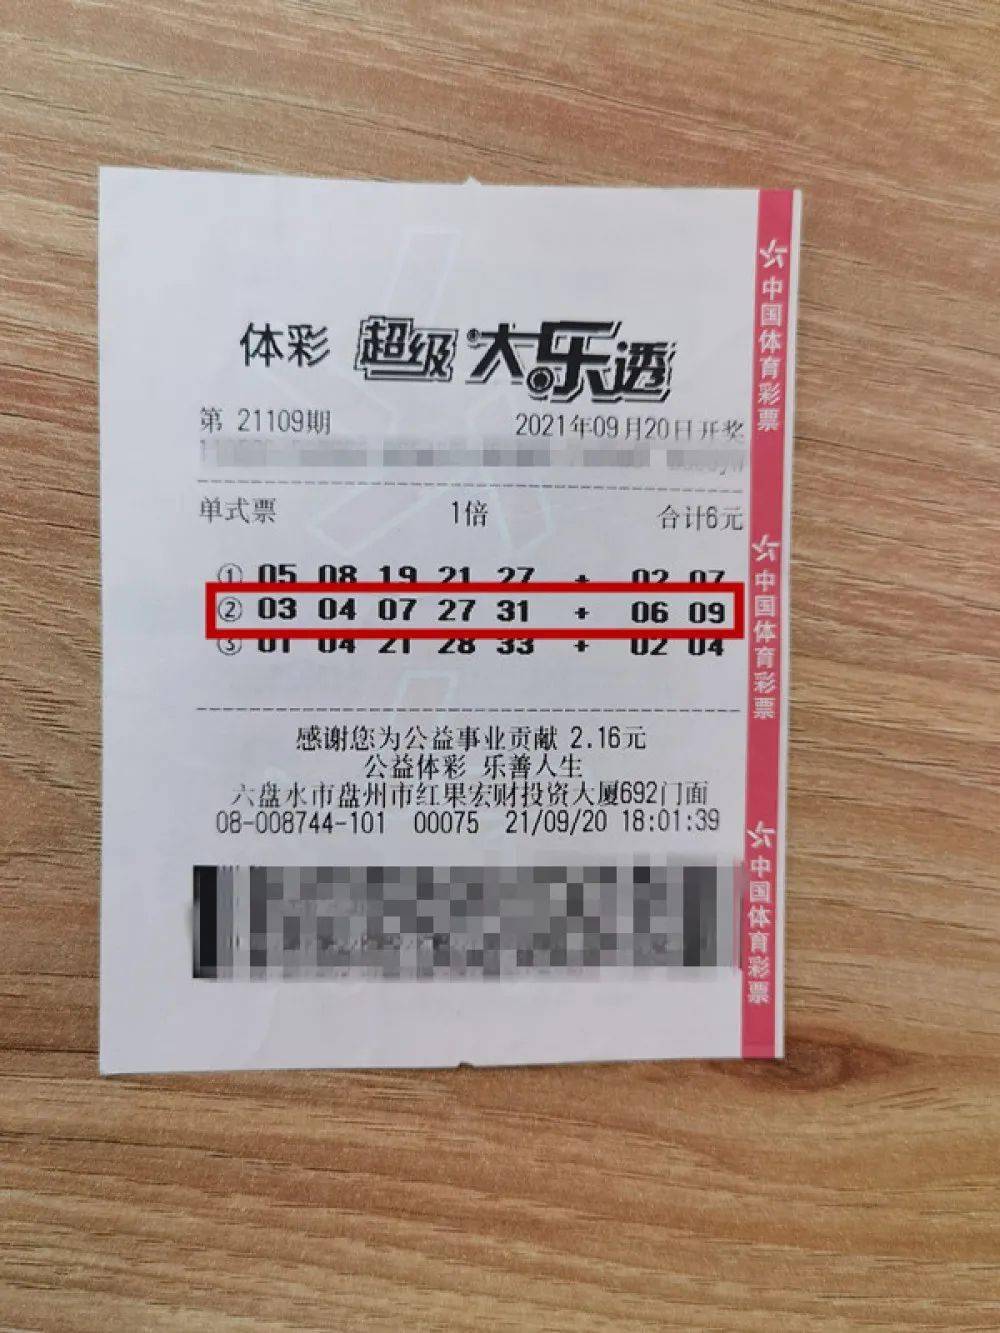 体彩 超级大乐透
第 21109期 2021年09月20日开奖
单式票 1倍 合计6元
① 05 08 19 21 27 + 02 07
② 03 04 07 27 31 + 06 09
③ 01 04 21 28 33 + 02 04
感谢您为公益事业贡献 2.16元
公益体彩 乐善人生
六盘水市盘州市红果宏财投资大厦692门面
08-008744-101 00075 21/09/20 18:01:39
中国体育彩票
中国体育彩票
中国体育彩票